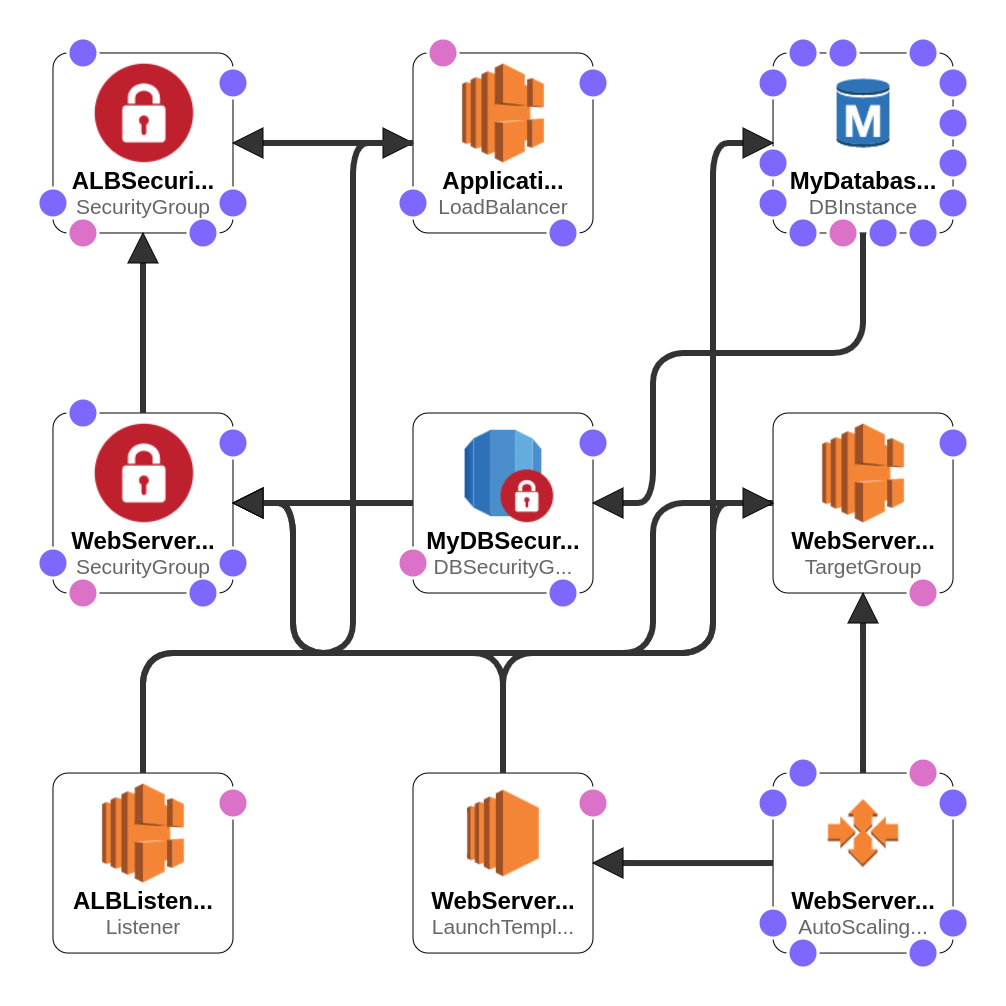 ALBSecuri...
SecurityGroup
Applicati...
LoadBalancer
M
MyDatabas...
DBInstance
WebServer...
SecurityGroup
MyDBSecur...
DBSecurityG...
WebServer...
TargetGroup
ALBListen...
Listener
WebServer...
LaunchTempl...
WebServer...
AutoScaling...